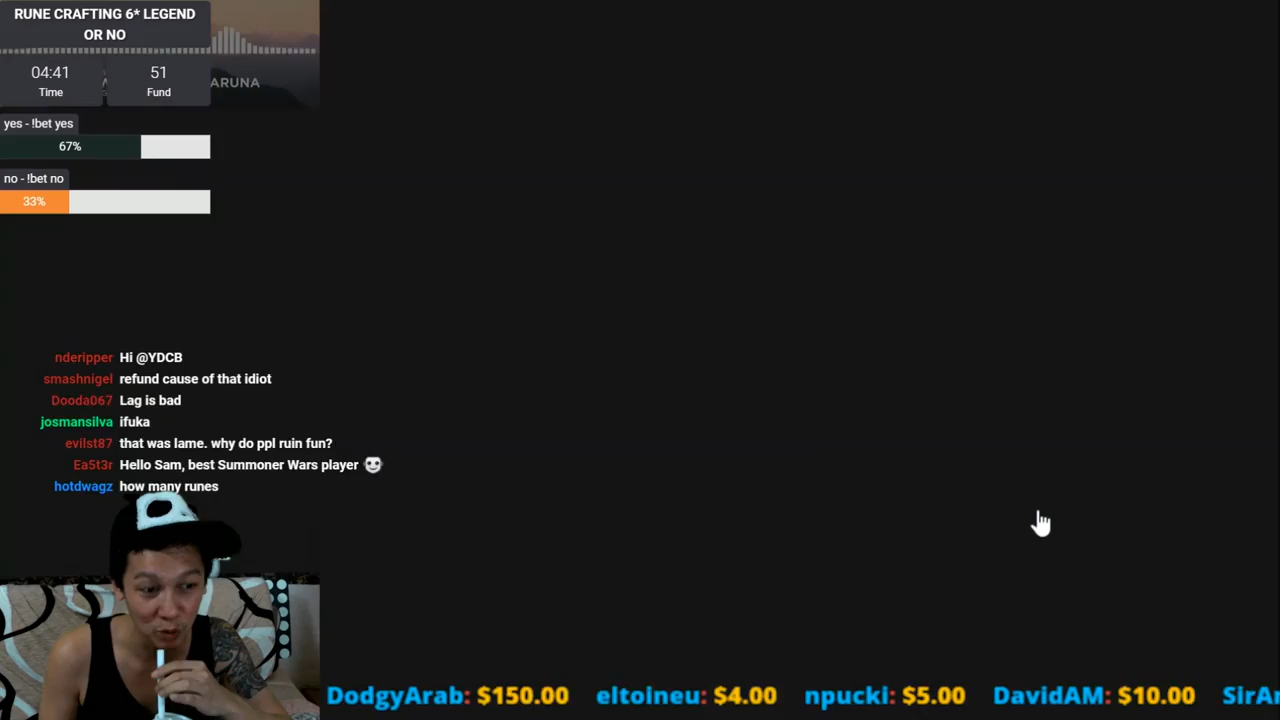 RUNE CRAFTING 6* LEGEND
OR NO
04:41
Time
51
Fund
ARUNA
yes - !bet yes
67%
no - !bet no
33%
nderipper Hi @YDCB
smashnigel refund cause of that idiot
Dooda067 Lag is bad
josmansilva ifuka
evilst87 that was lame. why do ppl ruin fun?
Ea5t3r Hello Sam, best Summoner Wars player
hotdwagz how many runes
DodgyArab: $150.00 eltoineu: $4.00 npucki: $5.00 DavidAM: $10.00